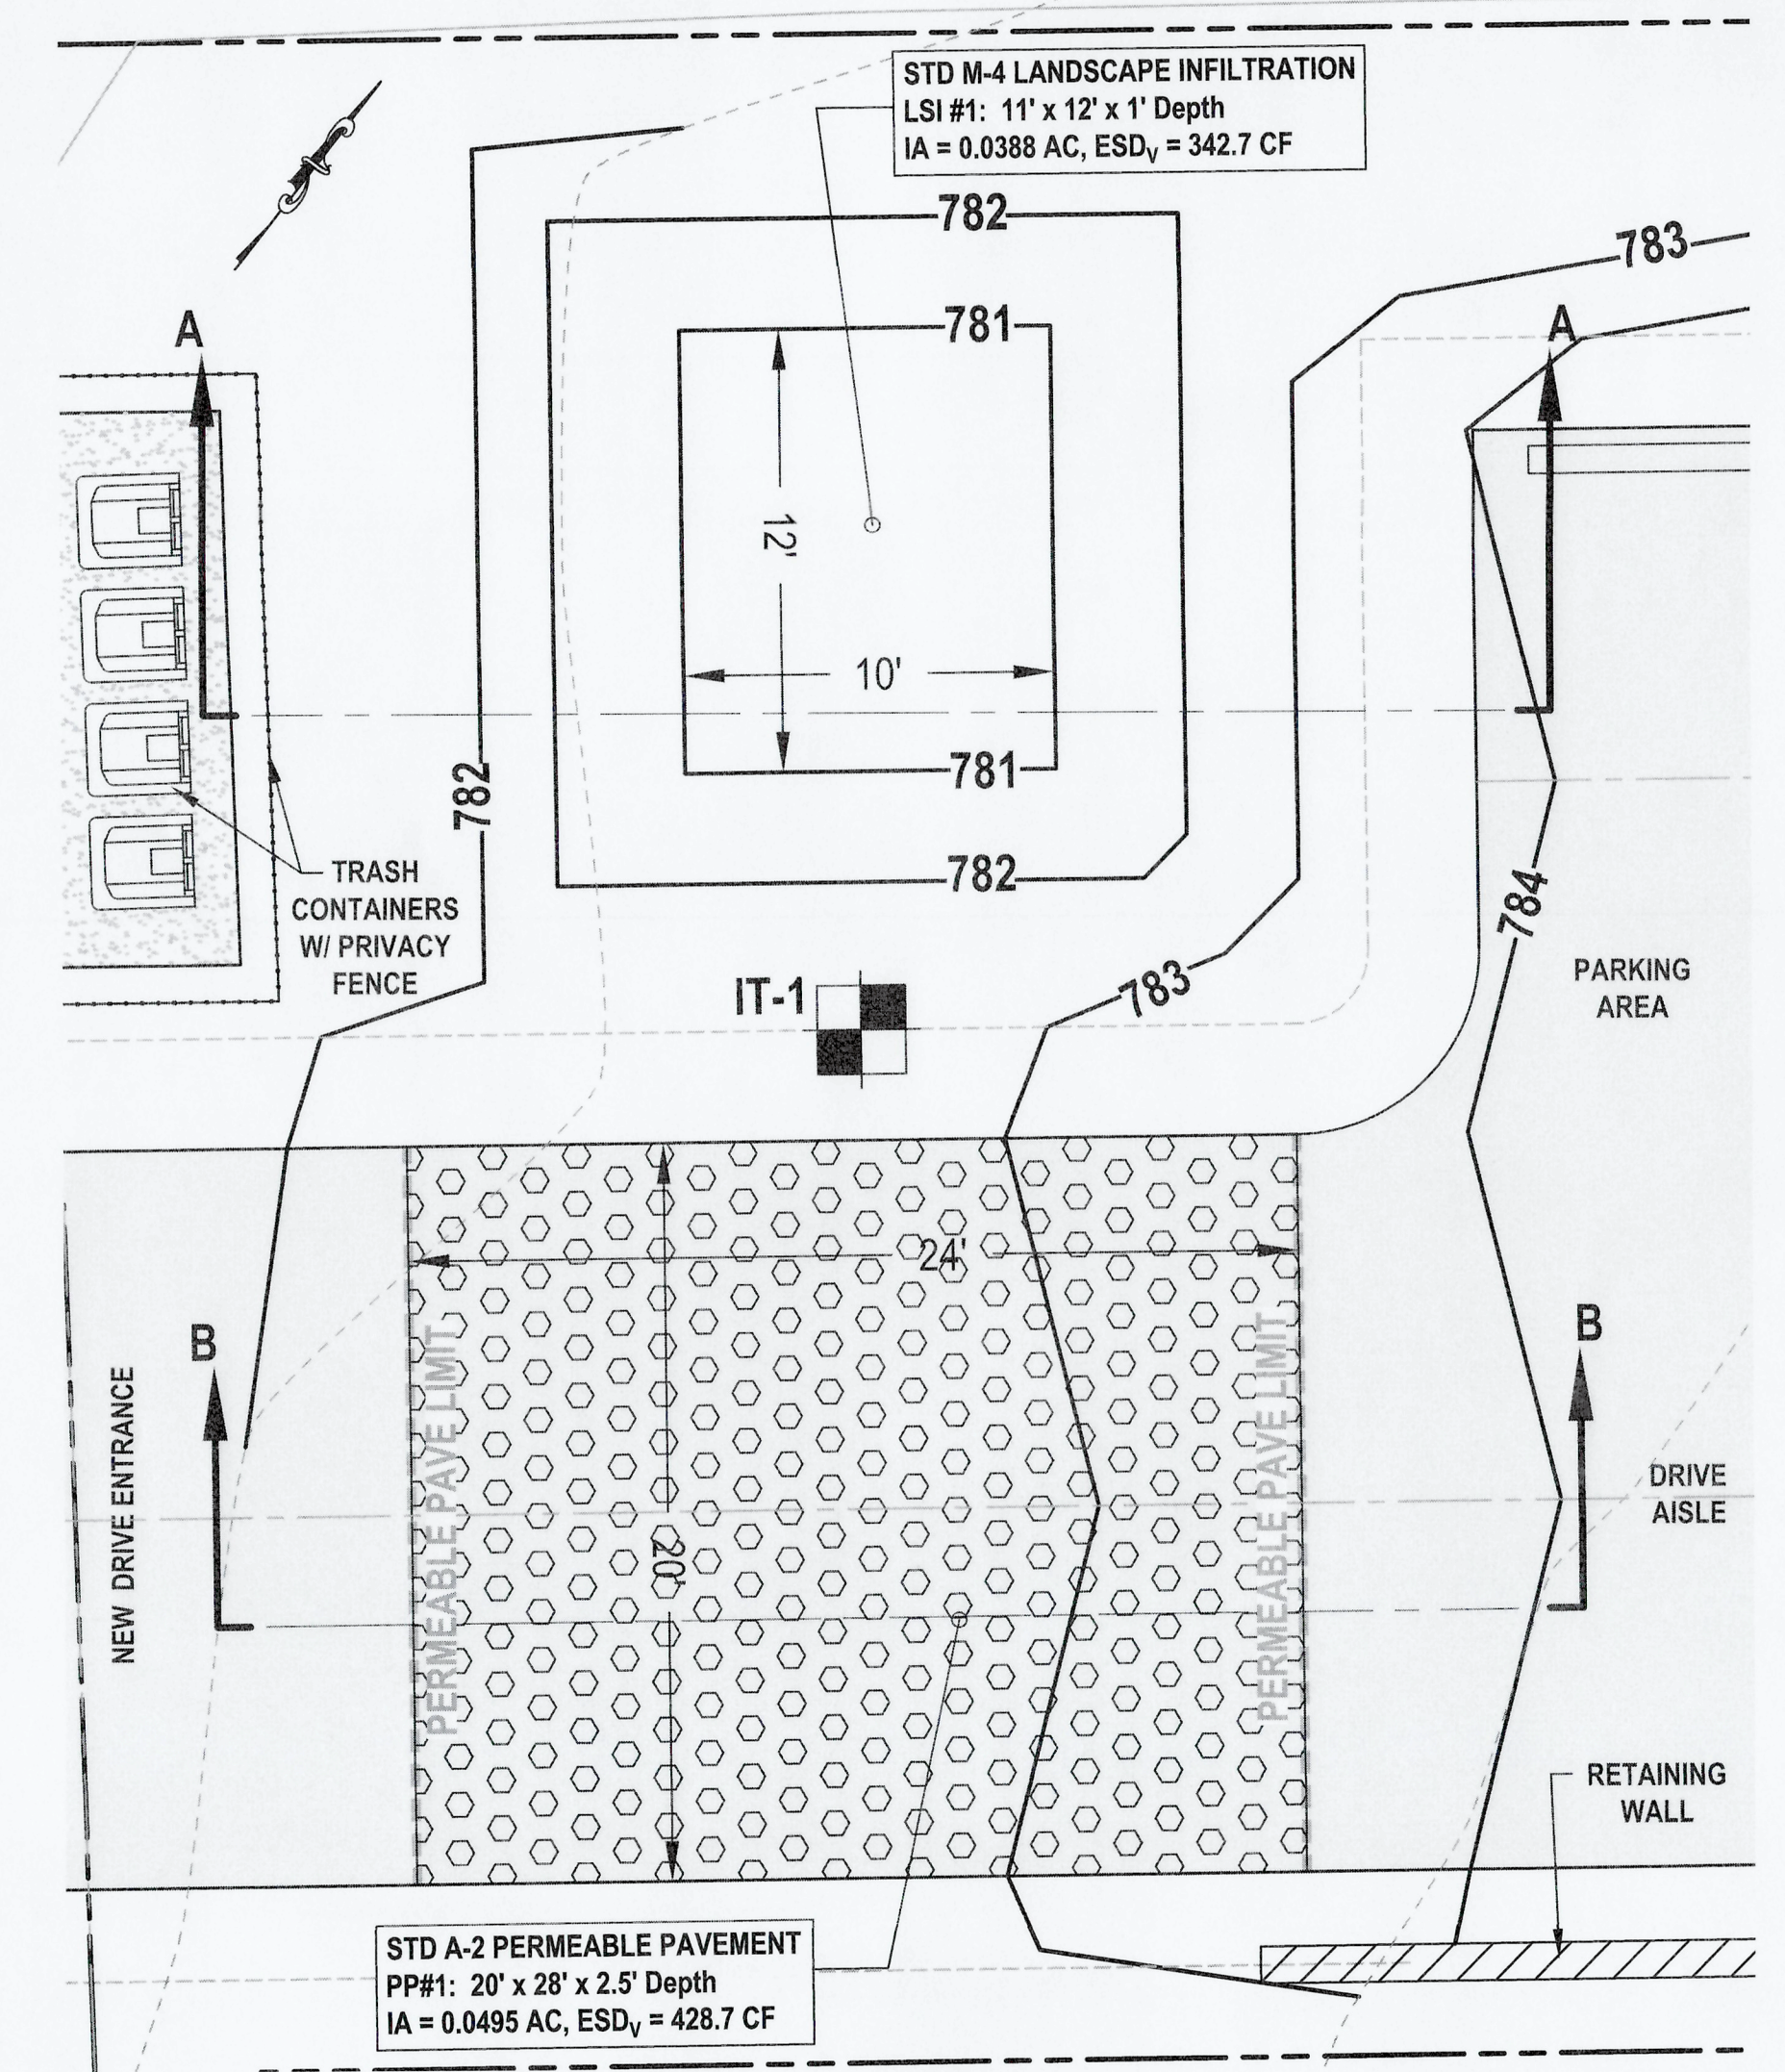 STD M-4 LANDSCAPE INFILTRATION
LSI #1: 11' x 12' x 1' Depth
IA = 0.0388 AC, ESDV = 342.7 CF
782
783
781
A
A
12'
10'
781
782
782
784
TRASH
CONTAINERS
W/ PRIVACY
FENCE
IT-1
783
PARKING
AREA
24'
B
B
PERMEABLE PAVE LIMIT
PERMEABLE PAVE LIMIT
NEW DRIVE ENTRANCE
20'
DRIVE
AISLE
RETAINING
WALL
STD A-2 PERMEABLE PAVEMENT
PP#1: 20' x 28' x 2.5' Depth
IA = 0.0495 AC, ESDV = 428.7 CF